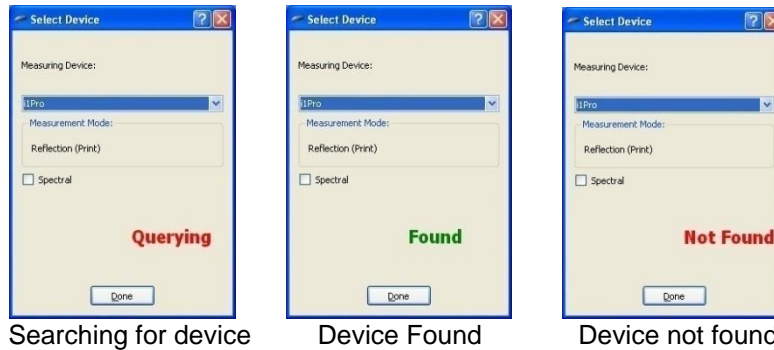 Select Device
Measuring Device:
i1Pro
Measurement Mode:
Reflection (Print)
Spectral
Querying
Done
Searching for device
Select Device
Measuring Device:
i1Pro
Measurement Mode:
Reflection (Print)
Spectral
Found
Done
Device Found
Select Device
Measuring Device:
i1Pro
Measurement Mode:
Reflection (Print)
Spectral
Not Found
Done
Device not found